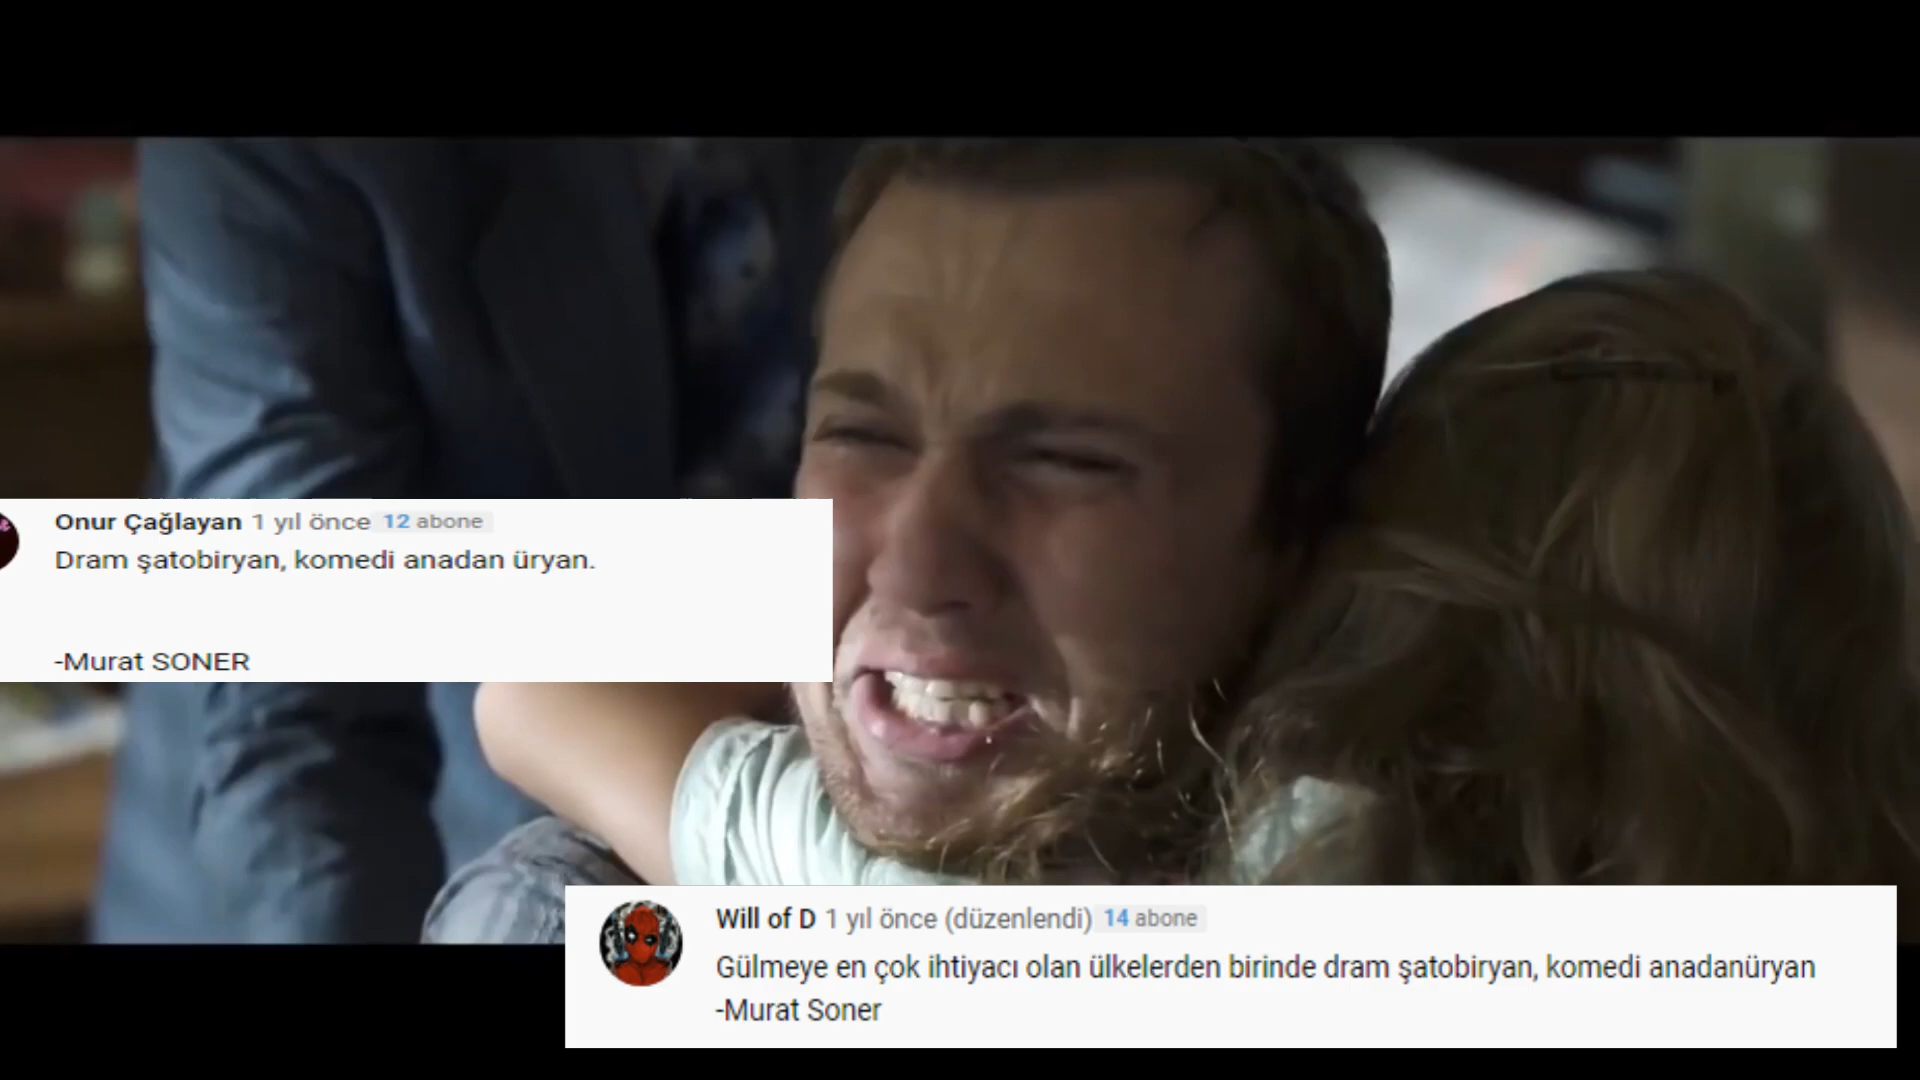 Onur Çağlayan 1 yıl önce 12 abone
Dram şatobiryan, komedi anadan üryan.
-Murat SONER
Will of D 1 yıl önce (düzenlendi) 14 abone
Gülmeye en çok ihtiyacı olan ülkelerden birinde dram şatobiryan, komedi anadanüryan
-Murat Soner